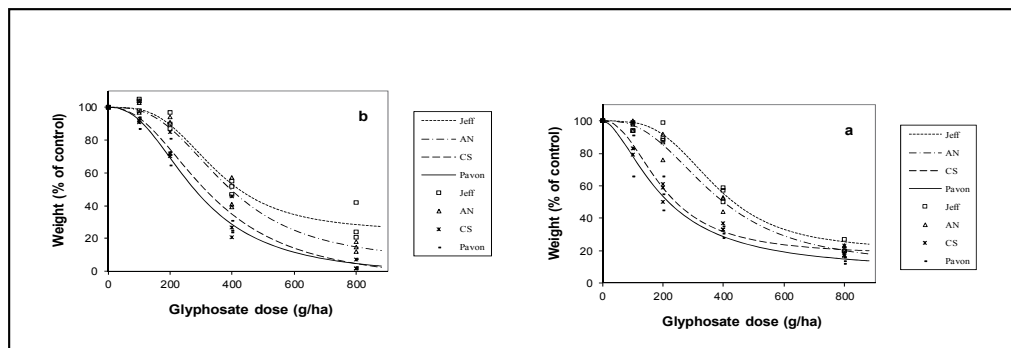 b
Weight (% of control)
100
80
60
40
20
0
0 200 400 600 800
Glyphosate dose (g/ha)
Jeff
AN
CS
Pavon
Jeff
AN
CS
Pavon
a
Weight (% of control)
100
80
60
40
20
0
0 200 400 600 800
Glyphosate dose (g/ha)
Jeff
AN
CS
Pavon
Jeff
AN
CS
Pavon